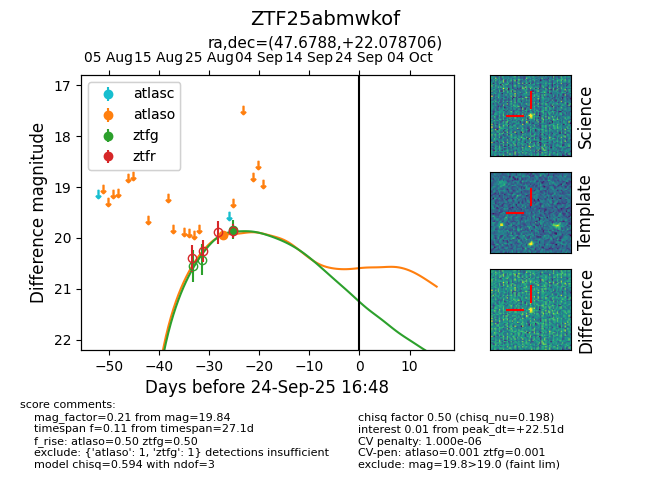 ZTF25abmwkof
ra,dec=(47.6788,+22.078706)
05 Aug 15 Aug 25 Aug 04 Sep 14 Sep 24 Sep 04 Oct
atlasc
atlaso
ztfg
ztfr
17
18
19
20
21
22
Difference magnitude
−50 −40 −30 −20 −10 0 10
Days before 24-Sep-25 16:48
Science
Template
Difference
score comments:
mag_factor=0.21 from mag=19.84
timespan f=0.11 from timespan=27.1d
f_rise: atlaso=0.50 ztfg=0.50
exclude: {'atlaso': 1, 'ztfg': 1} detections insufficient
model chisq=0.594 with ndof=3
chisq factor 0.50 (chisq_nu=0.198)
interest 0.01 from peak_dt=+22.51d
CV penalty: 1.000e-06
CV-pen: atlaso=0.001 ztfg=0.001
exclude: mag=19.8>19.0 (faint lim)